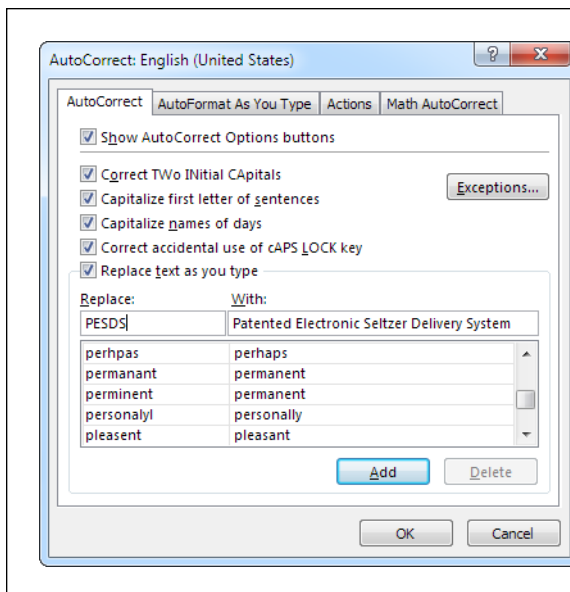 AutoCorrect: English (United States)
AutoCorrect AutoFormat As You Type Actions Math AutoCorrect
Show AutoCorrect Options buttons
Correct TWo INitial CApitals
Exceptions...
Capitalize first letter of sentences
Capitalize names of days
Correct accidental use of cAPS LOCK key
Replace text as you type
Replace: With:
PESDS Patented Electronic Seltzer Delivery System
perhpas perhaps
permanant permanent
perminent permanent
personalyl personally
pleasent pleasant
Add Delete
OK Cancel